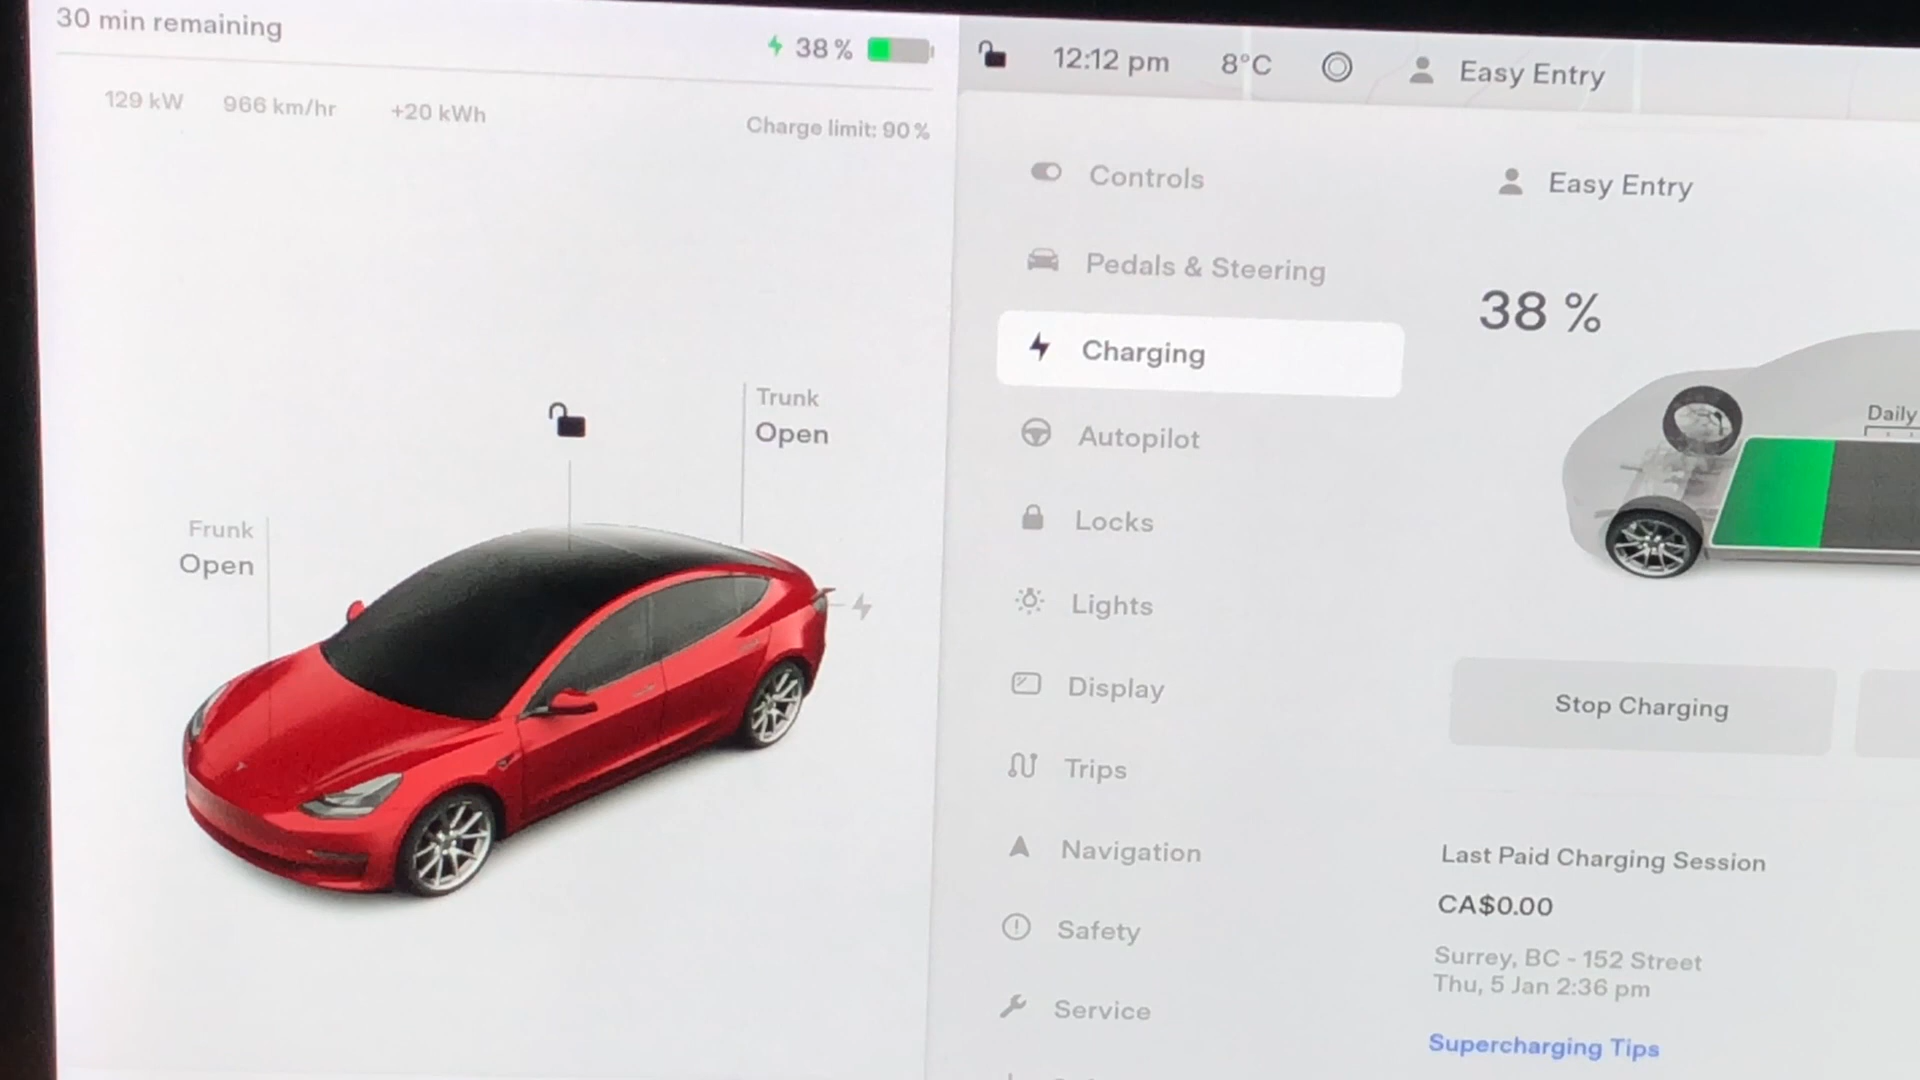 30 min remaining
38 %
129 kW
966 km/hr
+20 kWh
Charge limit: 90 %
Trunk
Open
Frunk
Open
12:12 pm
8°C
Easy Entry
Controls
Pedals & Steering
Charging
Autopilot
Locks
Lights
Display
Trips
Navigation
Safety
Service
Easy Entry
38 %
Daily
Stop Charging
Last Paid Charging Session
CA$0.00
Surrey, BC - 152 Street
Thu, 5 Jan 2:36 pm
Supercharging Tips